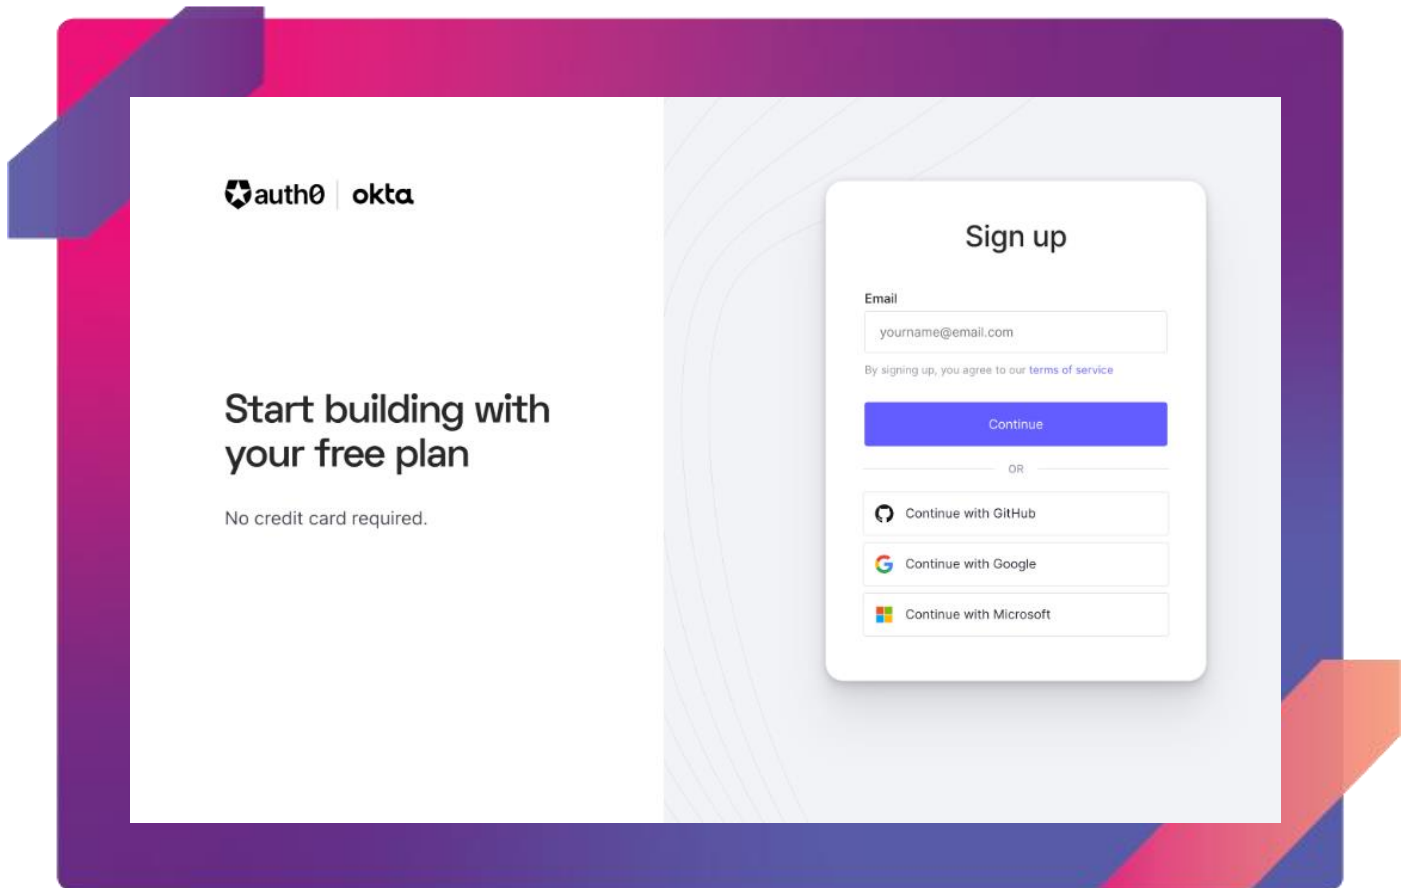 auth0 | okta
Start building with
your free plan
No credit card required.
Sign up
Email
yourname@email.com
By signing up, you agree to our terms of service
Continue
OR
Continue with GitHub
Continue with Google
Continue with Microsoft